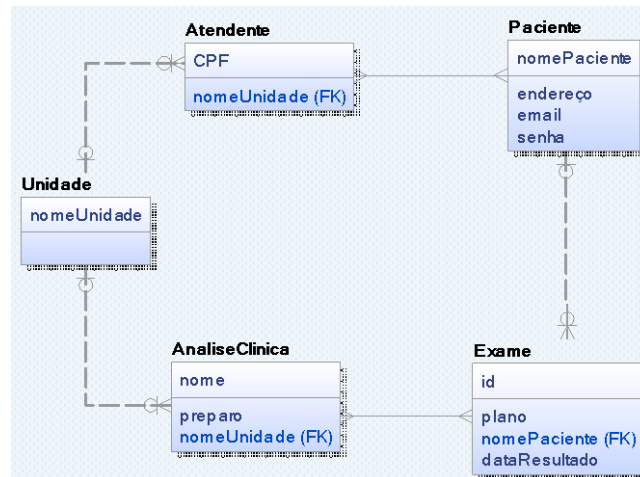 Atendente
CPF
nomeUnidade (FK)
Paciente
nomePaciente
endereço
email
senha
Unidade
nomeUnidade
AnaliseClinica
nome
preparo
nomeUnidade (FK)
Exame
id
plano
nomePaciente (FK)
dataResultado